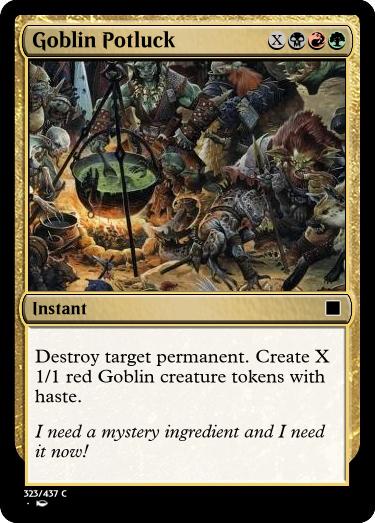 Goblin Potluck X
Instant
Destroy target permanent. Create X
1/1 red Goblin creature tokens with
haste.
I need a mystery ingredient and I need
it now!
323/437 C